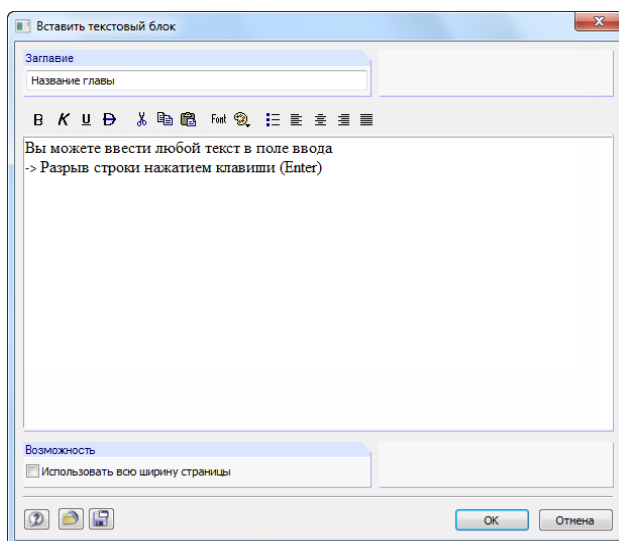 Вставить текстовый блок
Заглавие
Название главы
B K U D Font
Вы можете ввести любой текст в поле ввода
-> Разрыв строки нажатием клавиши (Enter)
Возможность
Использовать всю ширину страницы
OK Отмена